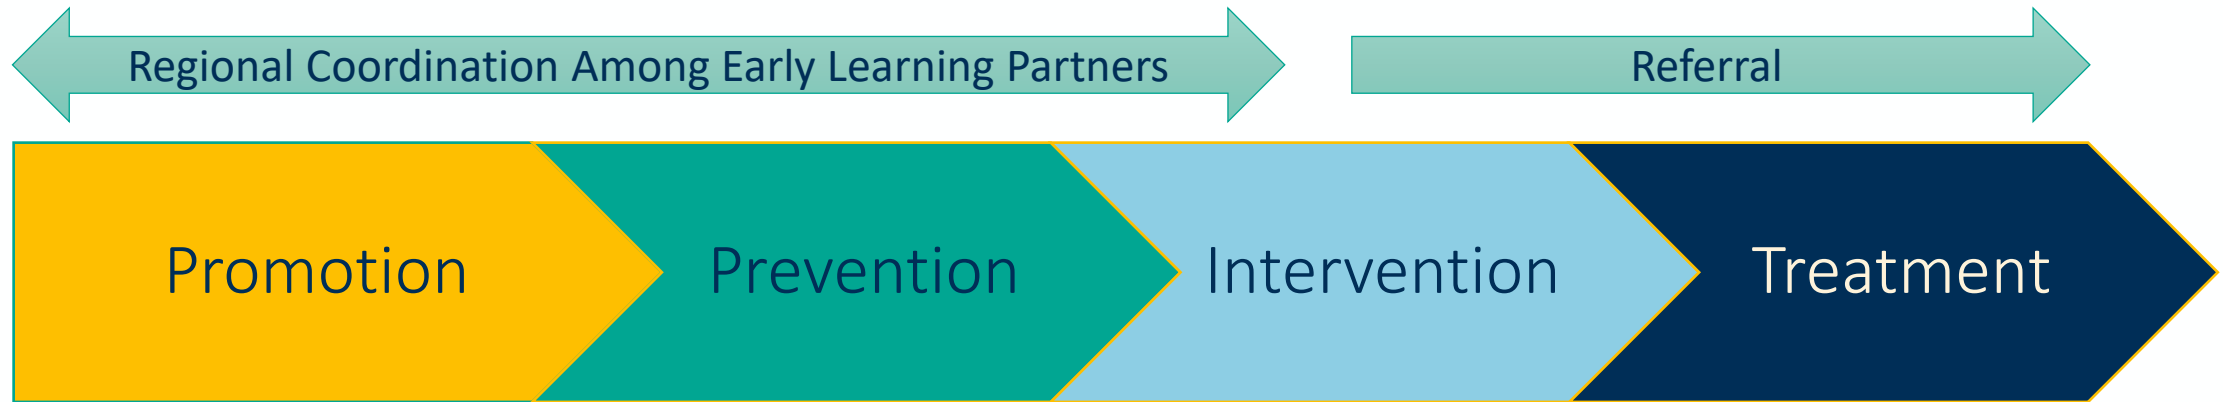 Regional Coordination Among Early Learning Partners
Referral
Promotion
Prevention
Intervention
Treatment